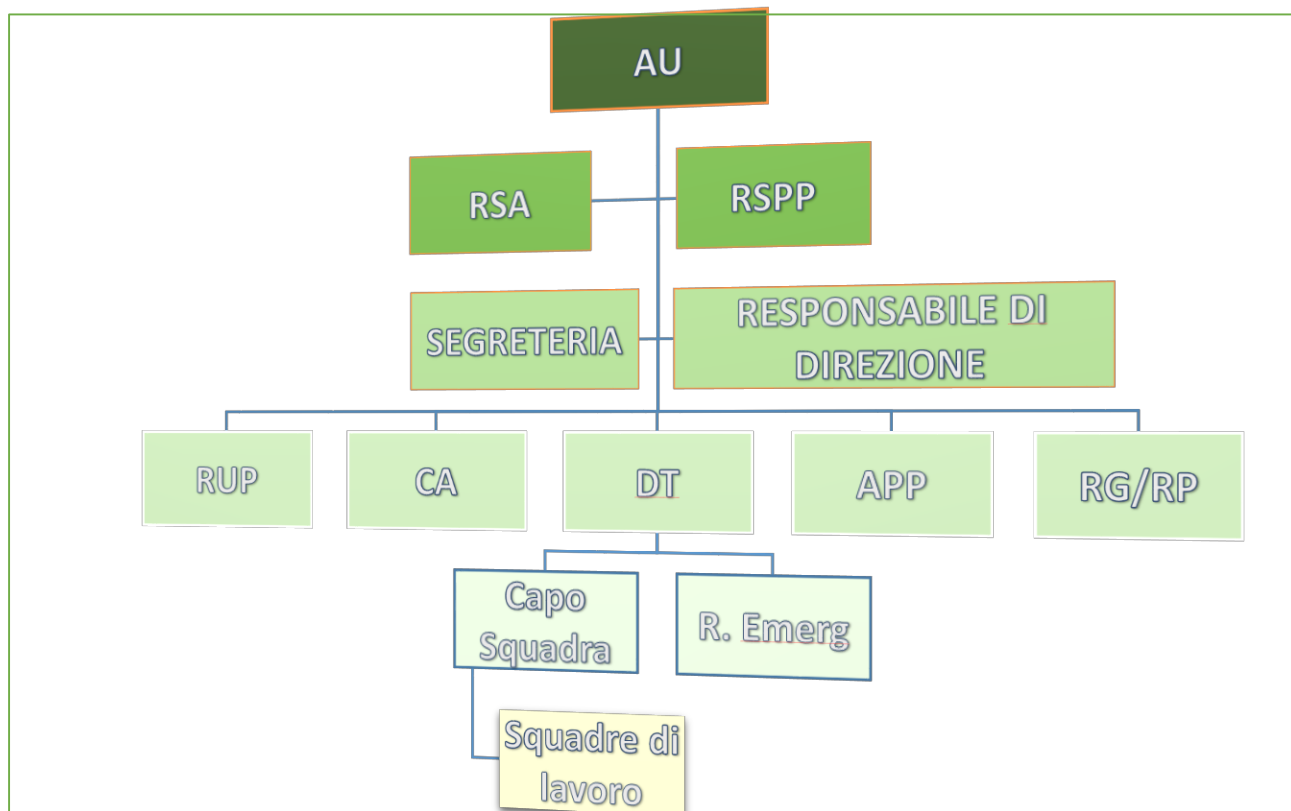 AU
RSA
RSPP
SEGRETERIA
RESPONSABILE DI
DIREZIONE
RUP
CA
DT
APP
RG/RP
Capo
Squadra
R. Emerg
Squadre di
lavoro